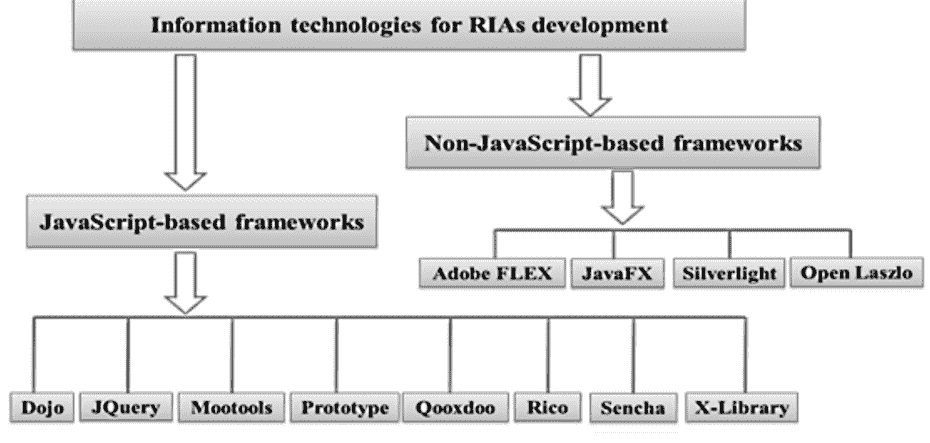 Information technologies for RIAs development
Non-JavaScript-based frameworks
JavaScript-based frameworks
Adobe FLEX JavaFX Silverlight Open Laszlo
Dojo JQuery Mootools Prototype Qooxdoo Rico Sencha X-Library